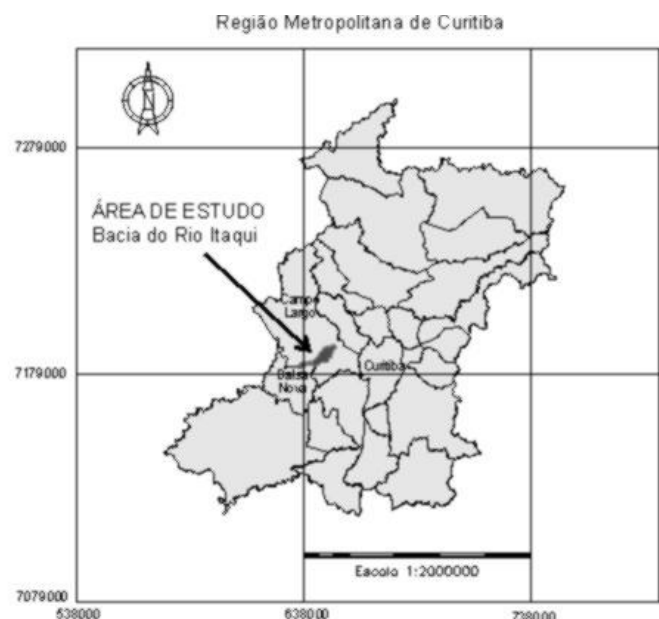 Região Metropolitana de Curitiba
N
7279000
ÁREA DE ESTUDO
Bacia do Rio Itaqui
Campo
Largo
Curitiba
7179000
Balsa
Nova
Escala 1:2000000
7079000
538000
638000
738000